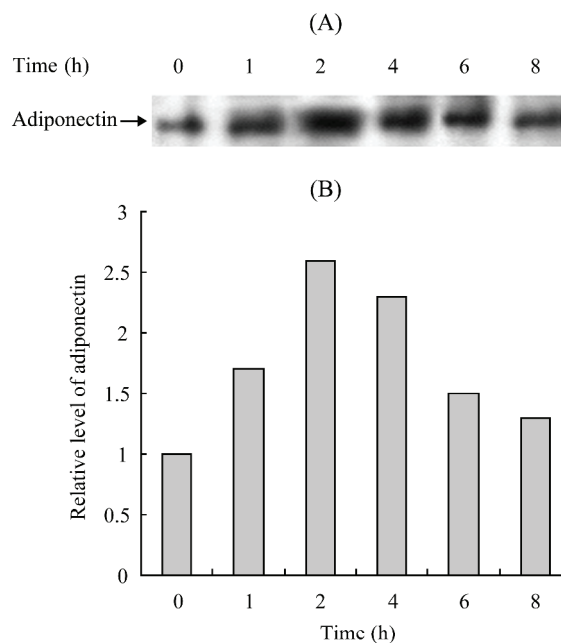 (A)
Time (h) 0 1 2 4 6 8
Adiponectin
(B)
3
2.5
2
1.5
1
0.5
0
Relative level of adiponectin
0 1 2 4 6 8
Time (h)